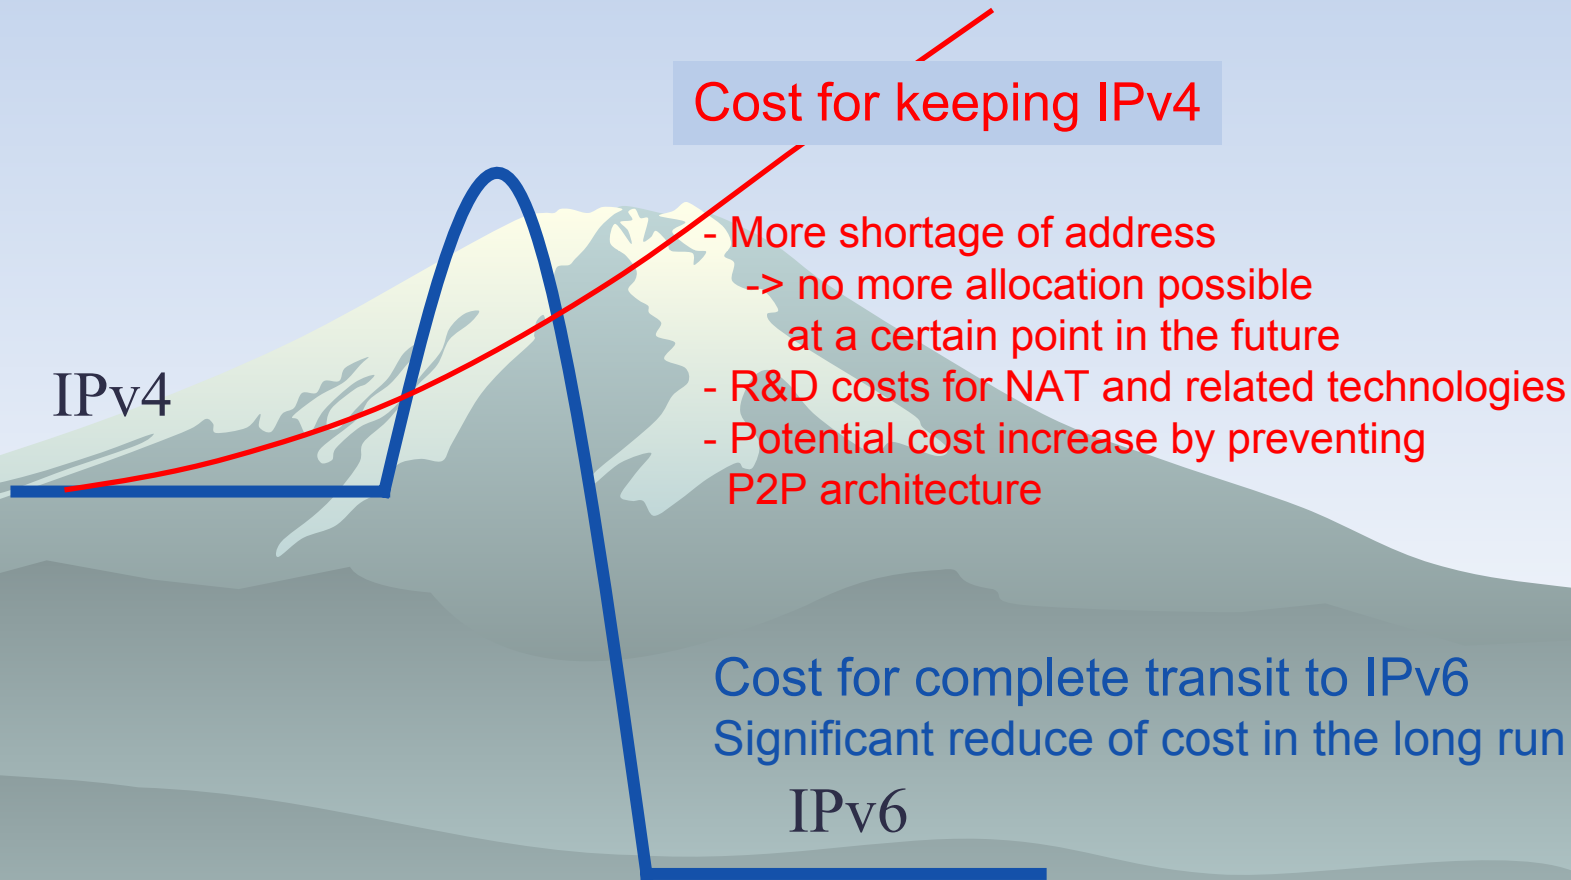 Cost for keeping IPv4
- More shortage of address
-> no more allocation possible
at a certain point in the future
- R&D costs for NAT and related technologies
- Potential cost increase by preventing
P2P architecture
IPv4
Cost for complete transit to IPv6
Significant reduce of cost in the long run
IPv6